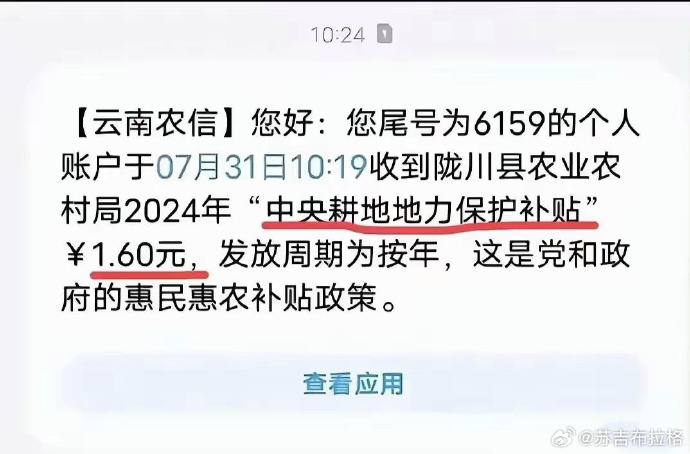 10:24
【云南农信】您好：您尾号为6159的个人
账户于07月31日10:19收到陇川县农业农
村局2024年“中央耕地地力保护补贴”
￥1.60元，发放周期为按年，这是党和政
府的惠民惠农补贴政策。
查看应用
@苏吉布拉格